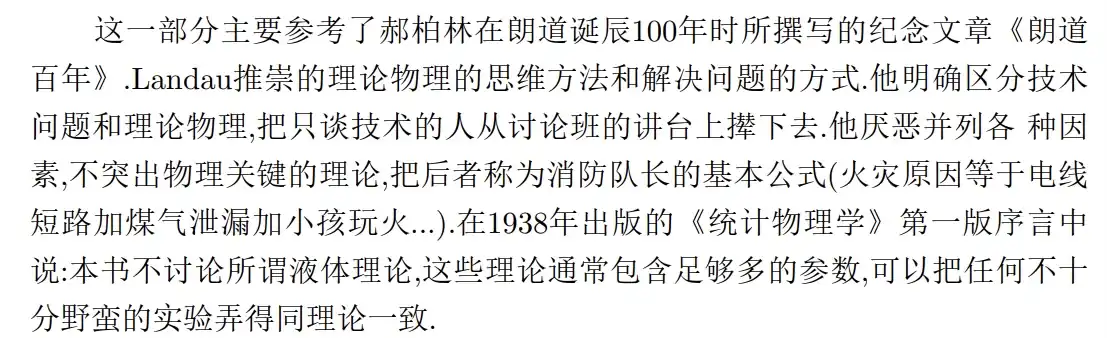 这一部分主要参考了郝柏林在朗道诞辰100年时所撰写的纪念文章《朗道
百年》.Landau推崇的理论物理的思维方法和解决问题的方式.他明确区分技术
问题和理论物理,把只谈技术的人从讨论班的讲台上撵下去.他厌恶并列各 种因
素,不突出物理关键的理论,把后者称为消防队长的基本公式(火灾原因等于电线
短路加煤气泄漏加小孩玩火...).在1938年出版的《统计物理学》第一版序言中
说:本书不讨论所谓液体理论,这些理论通常包含足够多的参数,可以把任何不十
分野蛮的实验弄得同理论一致.